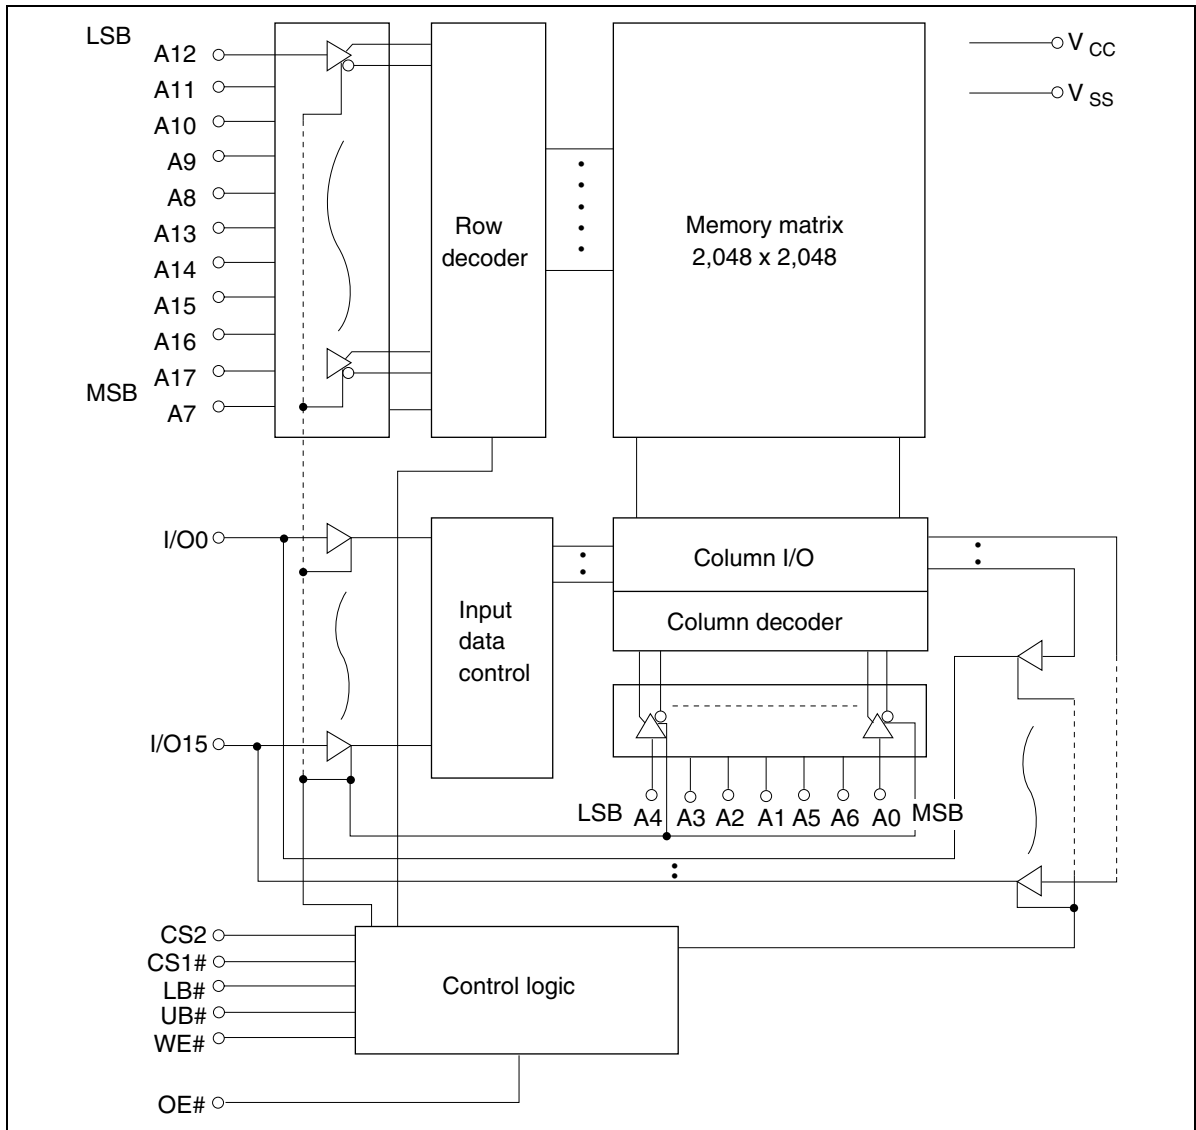 LSB
A12
A11
A10
A9
A8
A13
A14
A15
A16
A17
MSB
A7
Row
decoder
Memory matrix
2,048 x 2,048
V CC
V SS
I/O0
I/O15
Input
data
control
Column I/O
Column decoder
LSB A4 A3 A2 A1 A5 A6 A0 MSB
CS2
CS1#
LB#
UB#
WE#
OE#
Control logic